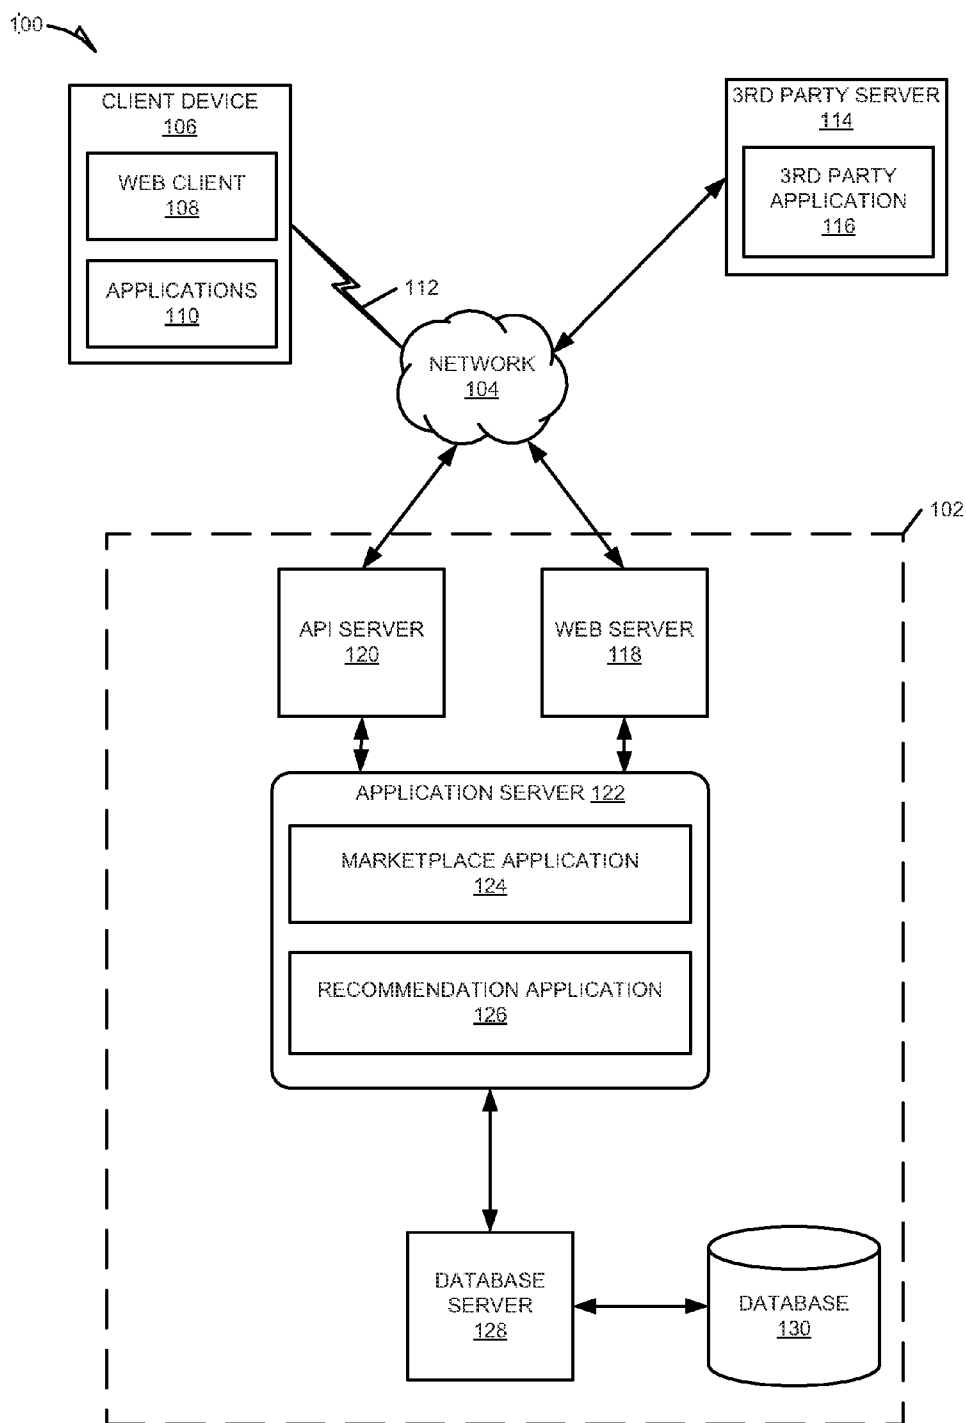 100
CLIENT DEVICE
106
WEB CLIENT
108
APPLICATIONS
110
3RD PARTY SERVER
114
3RD PARTY
APPLICATION
116
112
NETWORK
104
102
API SERVER
120
WEB SERVER
118
APPLICATION SERVER 122
MARKETPLACE APPLICATION
124
RECOMMENDATION APPLICATION
126
DATABASE
SERVER
128
DATABASE
130